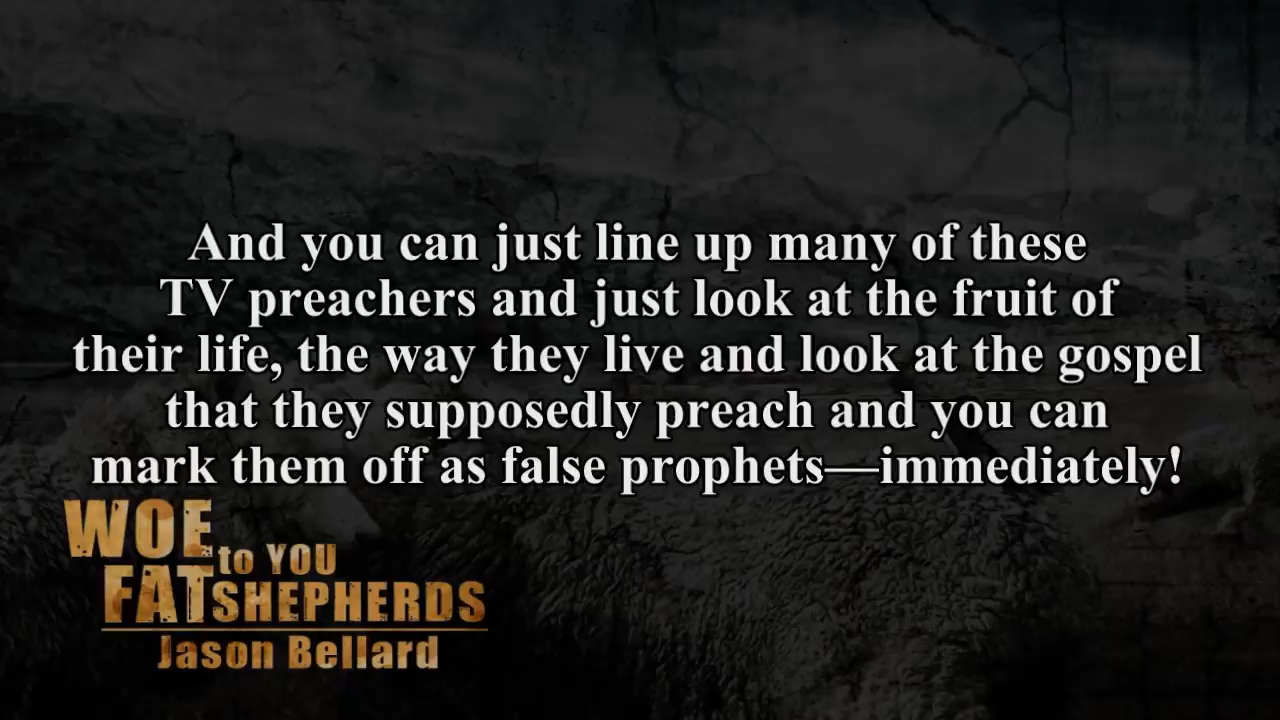 And you can just line up many of these
TV preachers and just look at the fruit of
their life, the way they live and look at the gospel
that they supposedly preach and you can
mark them off as false prophets—immediately!
WOE
to YOU
FAT SHEPHERDS
Jason Bellard